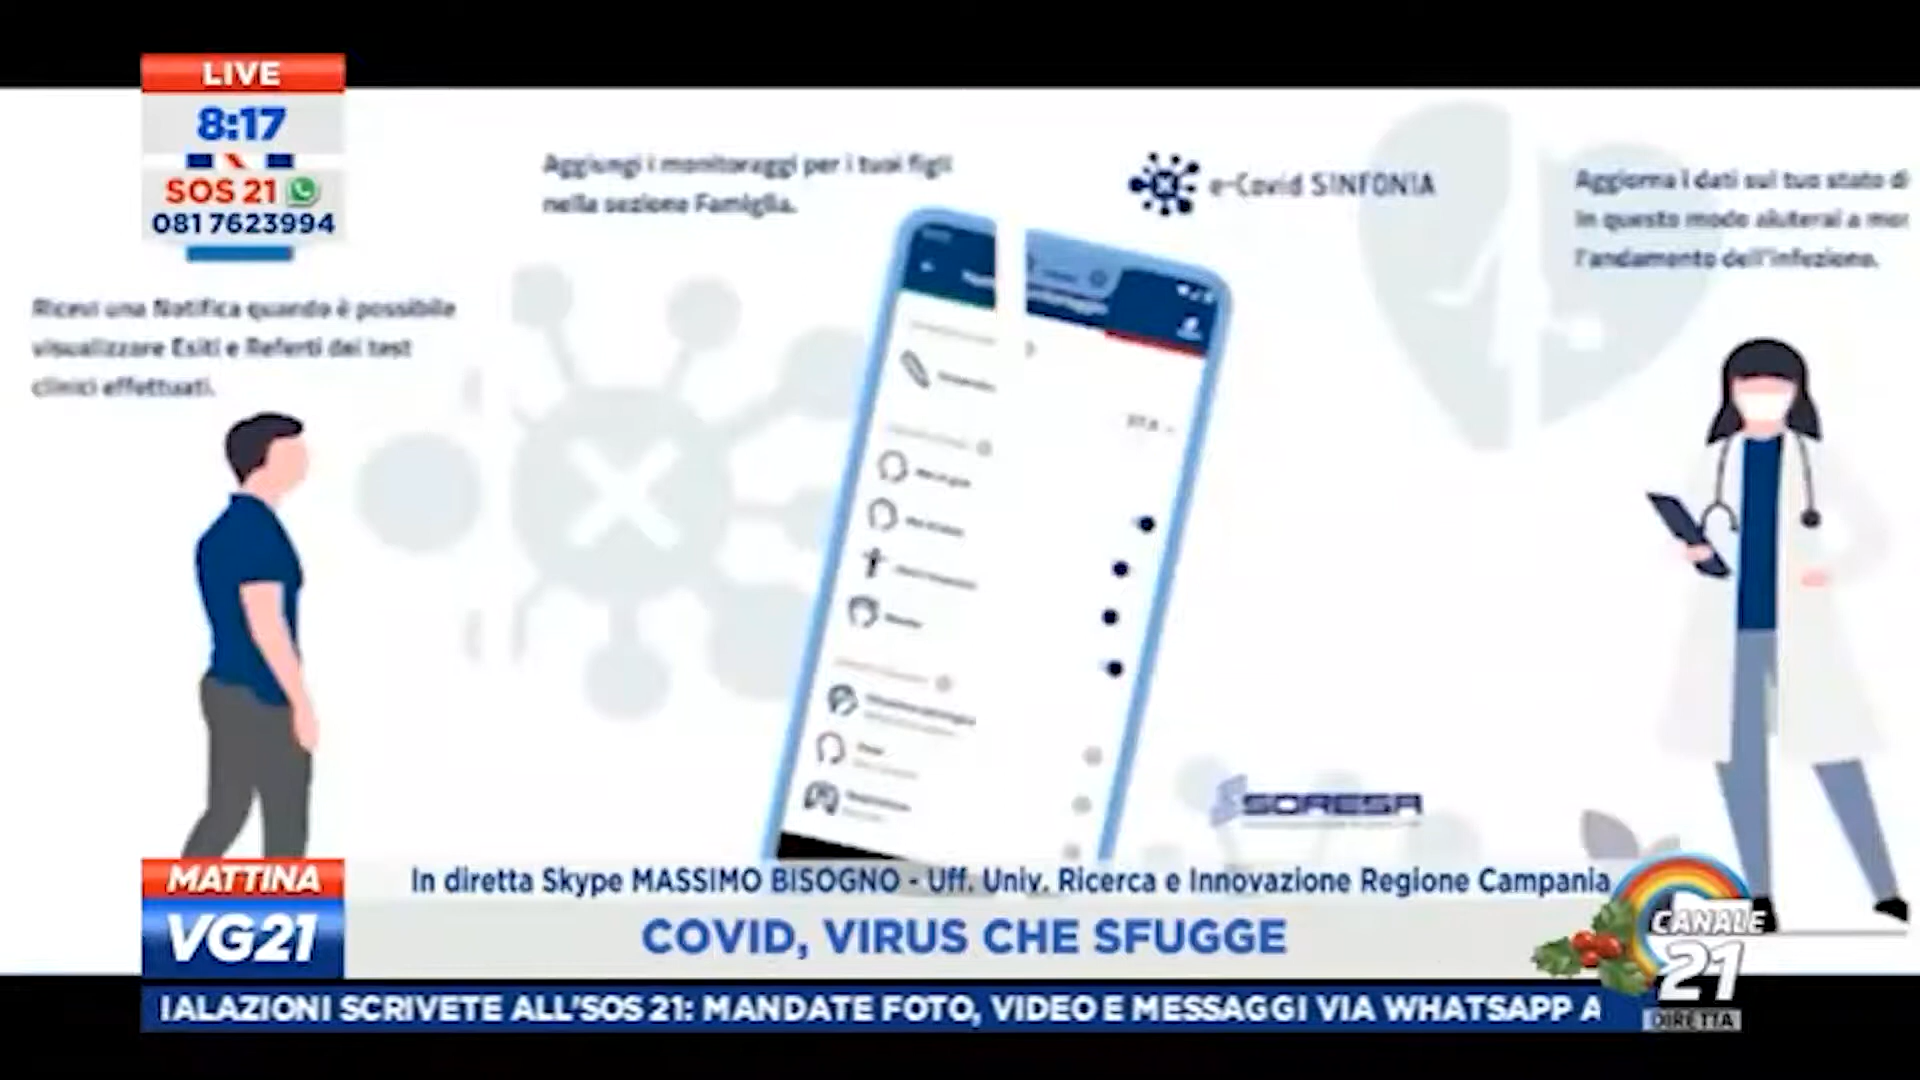 LIVE
8:17
SOS 21
081 7623994
Aggiungi i monitoraggi per i tuoi figli
nella sezione Famiglia.
e-Covid SINFONIA
Aggiorna i dati sul tuo stato di
In questo modo aiuterai a mon
l'andamento dell'infezione.
Ricevi una Notifica quando è possibile
visualizzare Esiti e Referti dei test
clinici effettuati.
SORESA
MATTINA
VG21
In diretta Skype MASSIMO BISOGNO - Uff. Univ. Ricerca e Innovazione Regione Campania
COVID, VIRUS CHE SFUGGE
CANALE
21
DIRETTA
IALAZIONI SCRIVETE ALL'SOS 21: MANDATE FOTO, VIDEO E MESSAGGI VIA WHATSAPP A